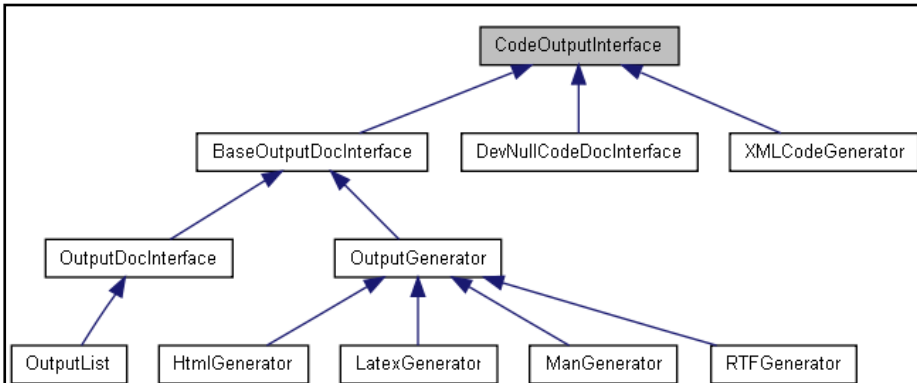 CodeOutputInterface
BaseOutputDocInterface
DevNullCodeDocInterface
XMLCodeGenerator
OutputDocInterface
OutputGenerator
OutputList
HtmlGenerator
LatexGenerator
ManGenerator
RTFGenerator